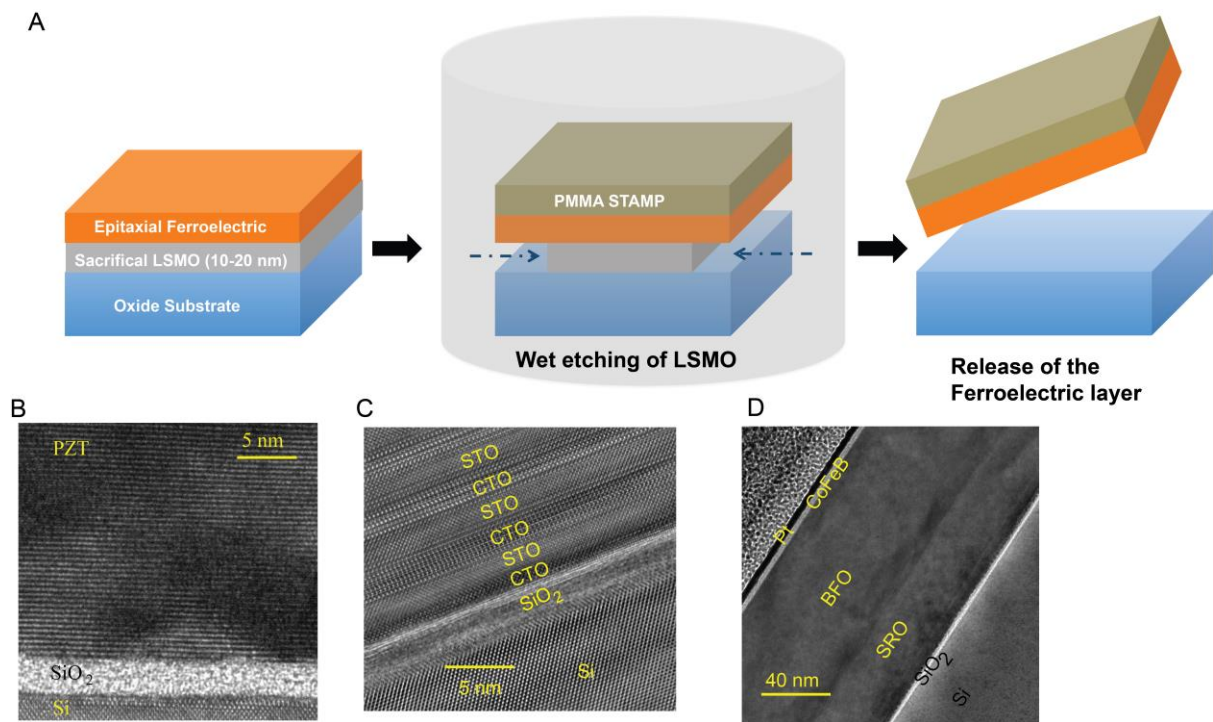 A
Epitaxial Ferroelectric
Sacrifical LSMO (10-20 nm)
Oxide Substrate
PMMA STAMP
Wet etching of LSMO
Release of the
Ferroelectric layer
B
PZT
5 nm
SiO₂
Si
C
STO
CTO
STO
CTO
STO
CTO
SiO₂
Si
5 nm
D
Pt
CoFeB
BFO
SRO
SiO₂
Si
40 nm